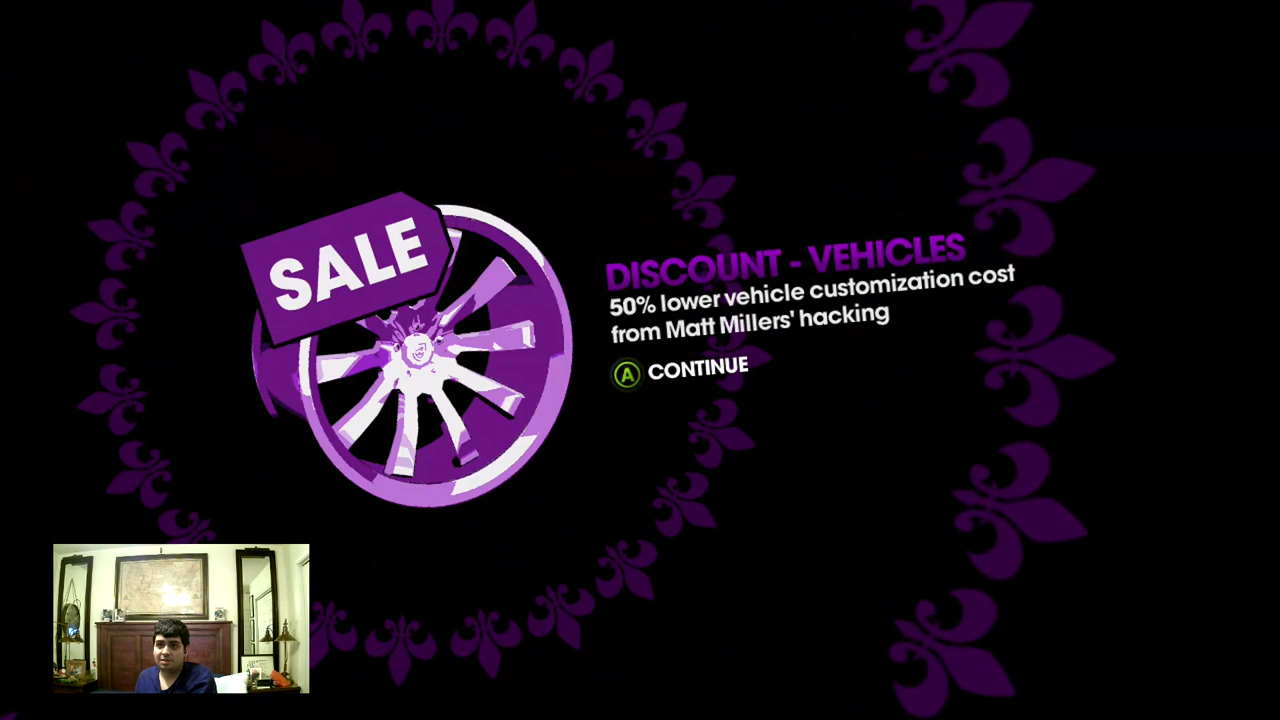 SALE
DISCOUNT - VEHICLES
50% lower vehicle customization cost
from Matt Millers' hacking
A CONTINUE